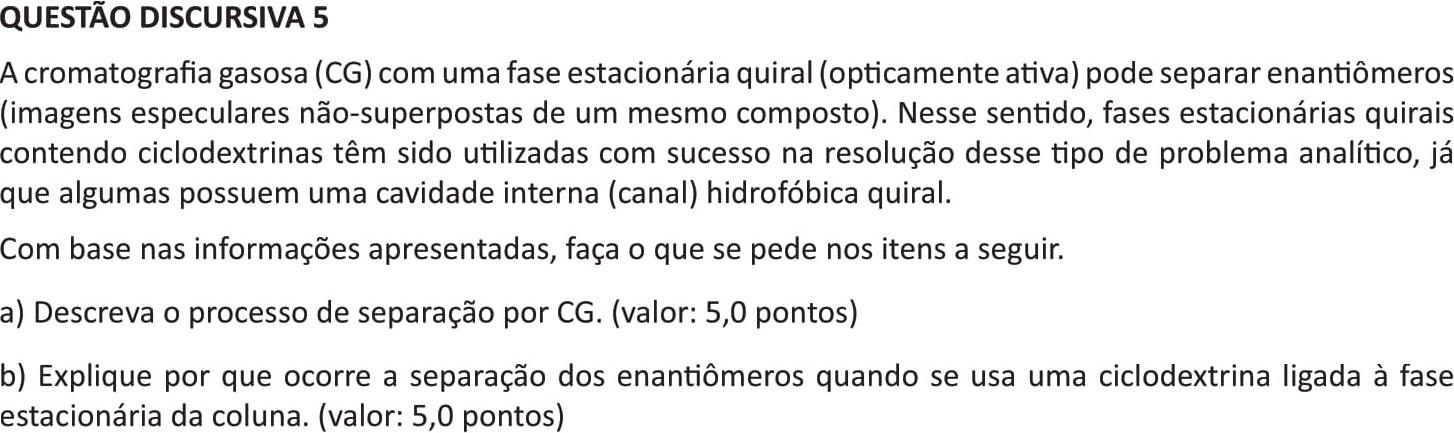 QUESTÃO DISCURSIVA 5
A cromatografia gasosa (CG) com uma fase estacionária quiral (opticamente ativa) pode separar enantiômeros
(imagens especulares não-superpostas de um mesmo composto). Nesse sentido, fases estacionárias quirais
contendo ciclodextrinas têm sido utilizadas com sucesso na resolução desse tipo de problema analítico, já
que algumas possuem uma cavidade interna (canal) hidrofóbica quiral.
Com base nas informações apresentadas, faça o que se pede nos itens a seguir.
a) Descreva o processo de separação por CG. (valor: 5,0 pontos)
b) Explique por que ocorre a separação dos enantiômeros quando se usa uma ciclodextrina ligada à fase
estacionária da coluna. (valor: 5,0 pontos)